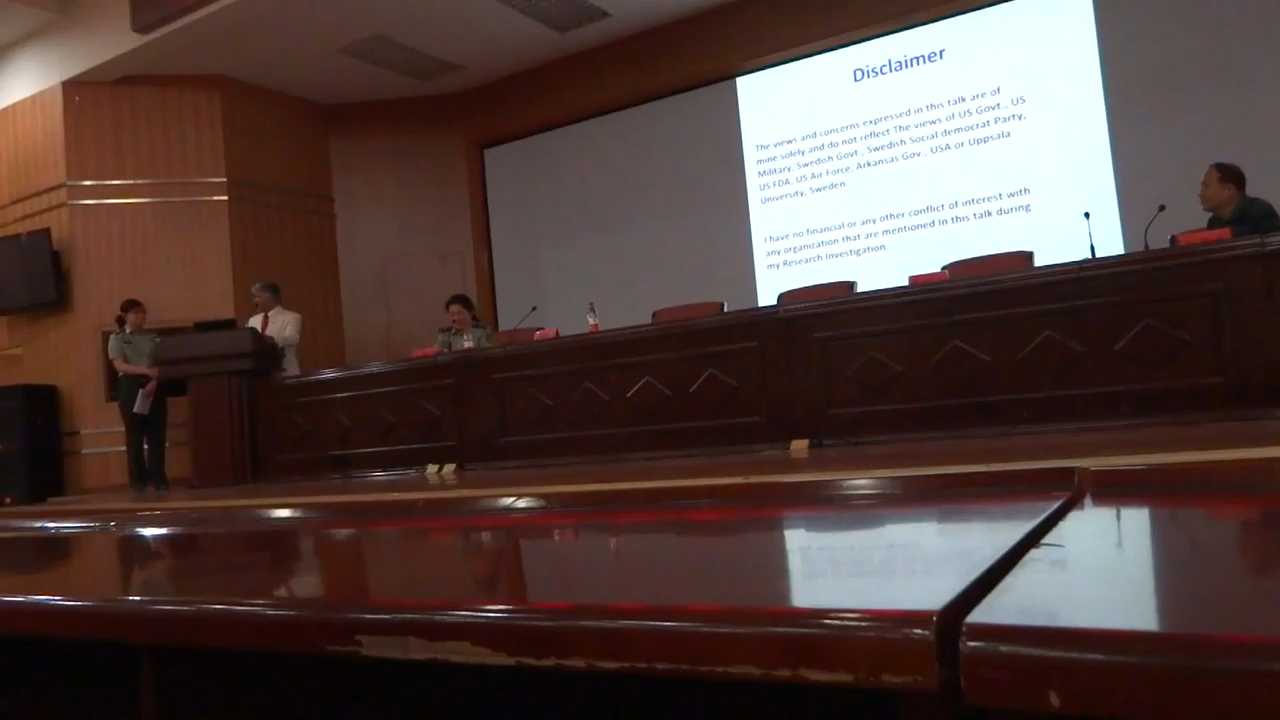 Disclaimer
The views and concerns expressed in this talk are of
mine solely and do not reflect The views of US Govt., US
Military, Swedish Govt., Swedish Social democrat Party,
US FDA, US Air Force, Arkansas Gov., USA or Uppsala
University, Sweden
I have no financial or any other conflict of interest with
any organization that are mentioned In this talk during
my Research Investigation.